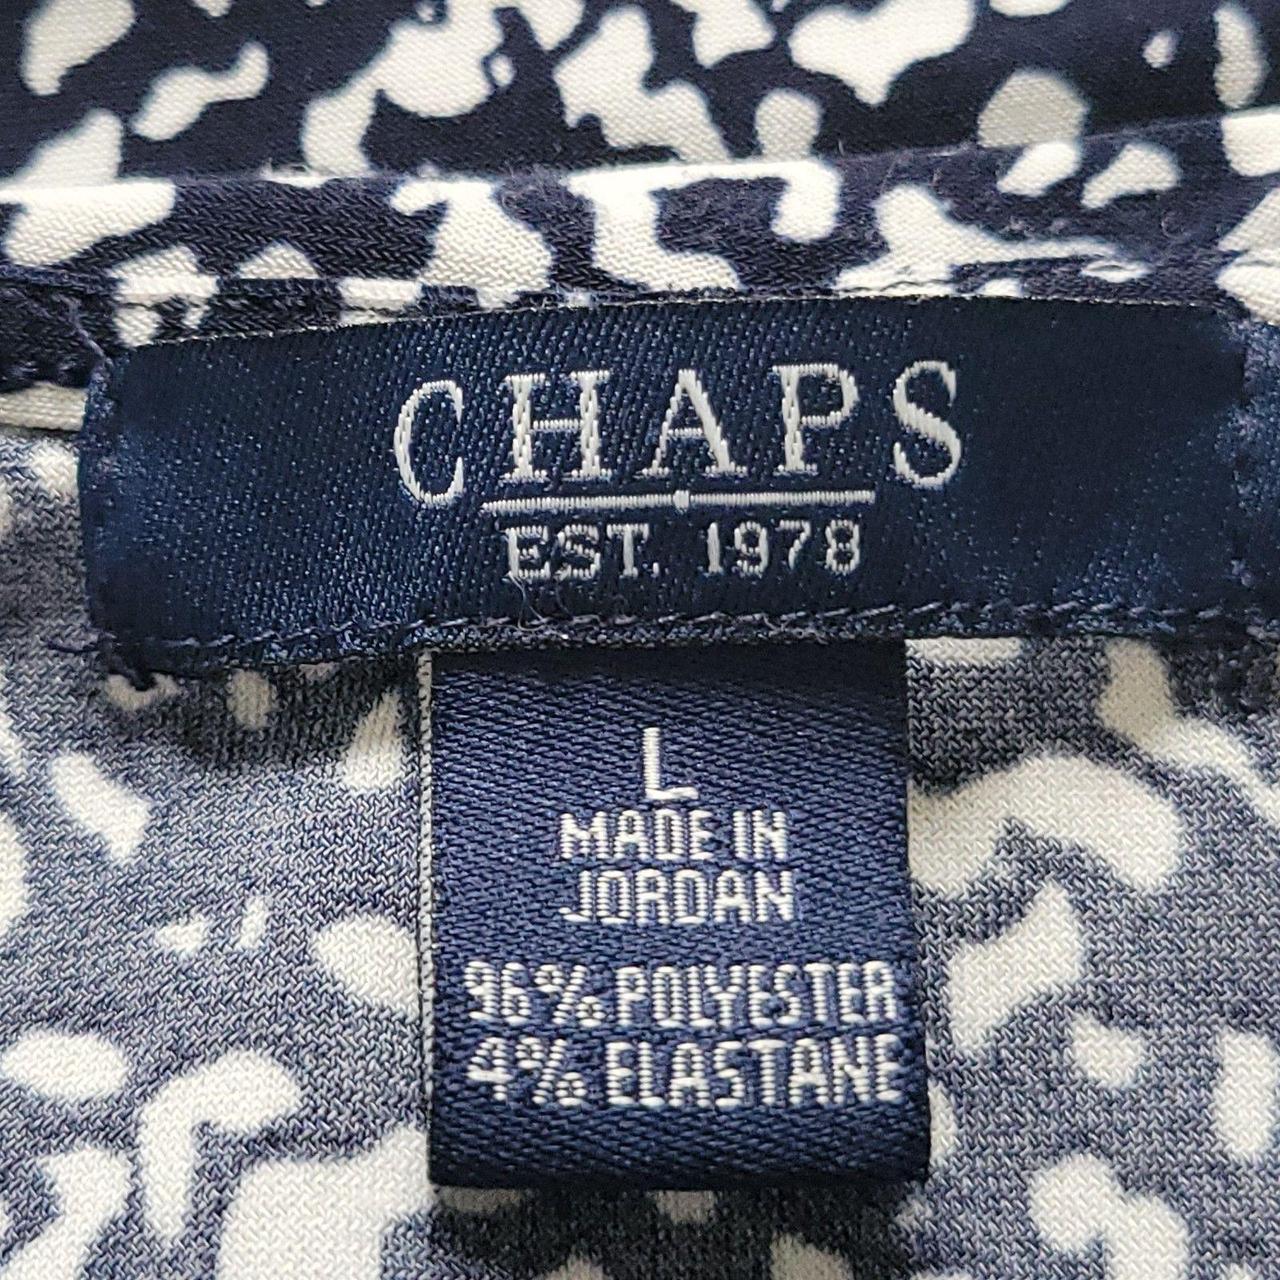 CHAPS
EST. 1978
L
MADE IN
JORDAN
96% POLYESTER
4% ELASTANE